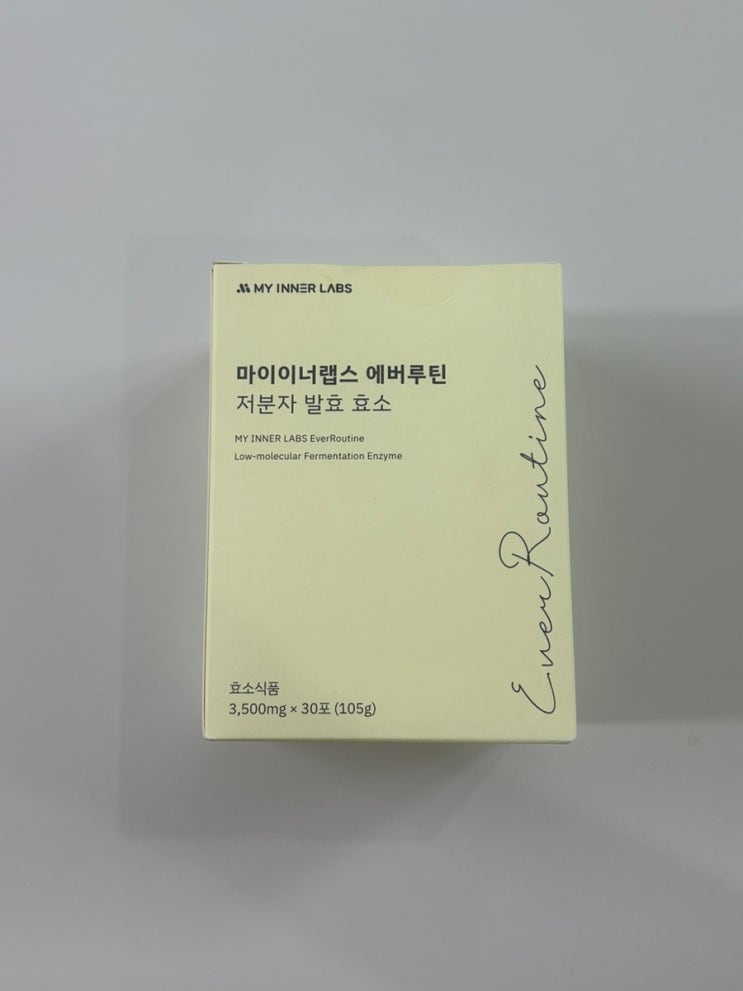 MY INNER LABS
마이이너랩스 에버루틴
저분자 발효 효소
MY INNER LABS EverRoutine
Low-molecular Fermentation Enzyme
Ever Routine
효소식품
3,500mg × 30포 (105g)